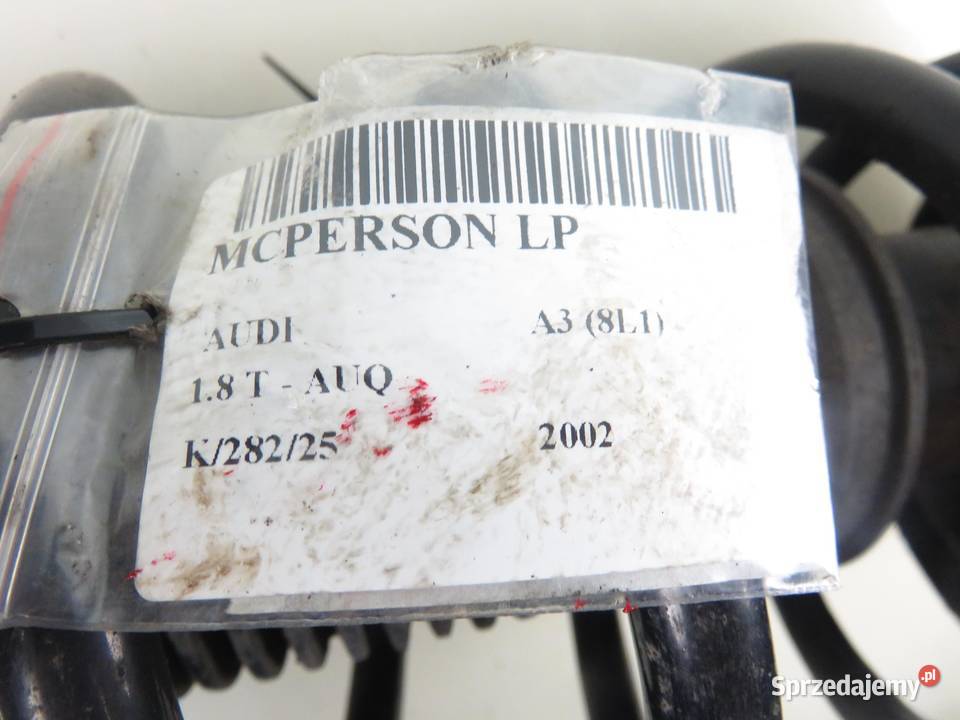 MCPERSON LP
AUDI A3 (8L1)
1.8 T - AUQ
K/282/25 2002
Sprzedajemy.pl